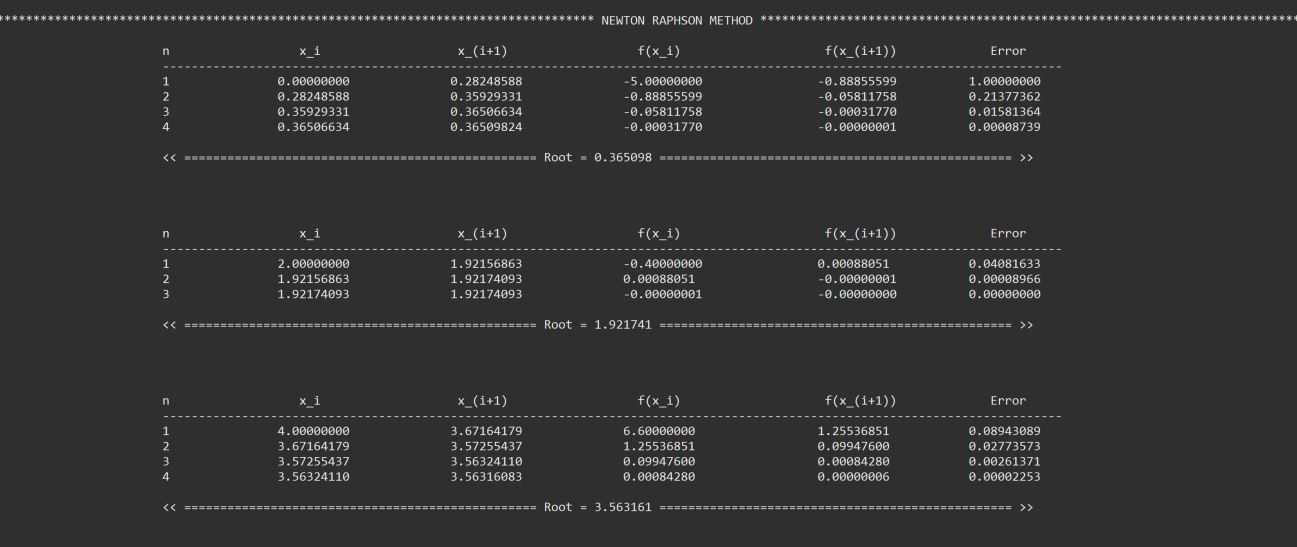 *********************************************************************************** NEWTON RAPHSON METHOD ***************************************************************************
n x_i x_(i+1) f(x_i) f(x_(i+1)) Error
-----------------------------------------------------------------------------------------------------------------------------
1 0.00000000 0.28248588 -5.00000000 -0.88855599 1.00000000
2 0.28248588 0.35929331 -0.88855599 -0.05811758 0.21377362
3 0.35929331 0.36506634 -0.05811758 -0.00031770 0.01581364
4 0.36506634 0.36509824 -0.00031770 -0.00000001 0.00008739
<< ================================================= Root = 0.365098 ================================================= >>
n x_i x_(i+1) f(x_i) f(x_(i+1)) Error
-----------------------------------------------------------------------------------------------------------------------------
1 2.00000000 1.92156863 -0.40000000 0.00088051 0.04081633
2 1.92156863 1.92174093 0.00088051 -0.00000001 0.00008966
3 1.92174093 1.92174093 -0.00000001 -0.00000000 0.00000000
<< ================================================= Root = 1.921741 ================================================= >>
n x_i x_(i+1) f(x_i) f(x_(i+1)) Error
-----------------------------------------------------------------------------------------------------------------------------
1 4.00000000 3.67164179 6.60000000 1.25536851 0.08943089
2 3.67164179 3.57255437 1.25536851 0.09947600 0.02773573
3 3.57255437 3.56324110 0.09947600 0.00084280 0.00261371
4 3.56324110 3.56316083 0.00084280 0.00000006 0.00002253
<< ================================================= Root = 3.563161 ================================================= >>